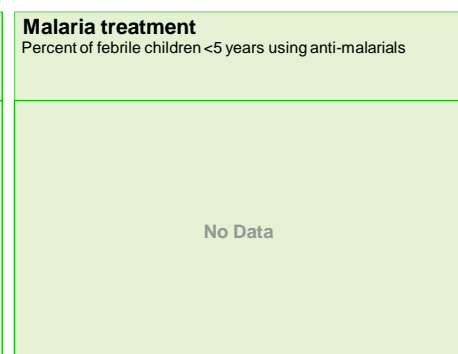 Malaria treatment
Percent of febrile children <5 years using anti-malarials
No Data